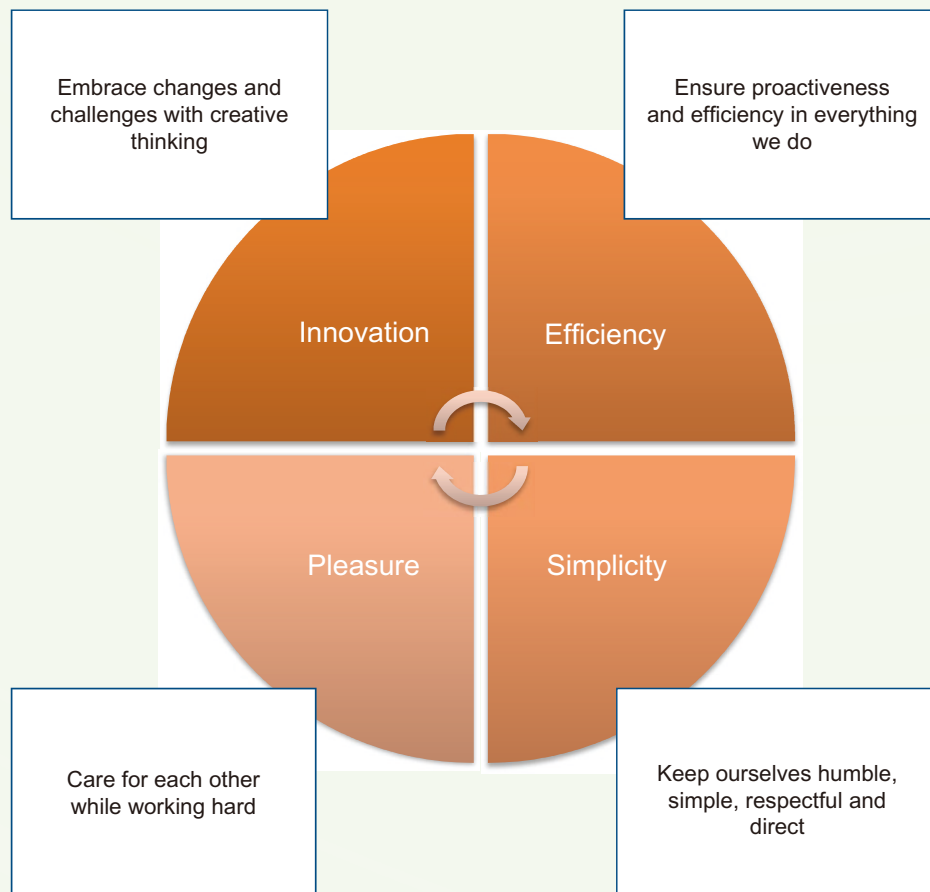 Embrace changes and
challenges with creative
thinking
Ensure proactiveness
and efficiency in everything
we do
Innovation
Efficiency
Pleasure
Simplicity
Care for each other
while working hard
Keep ourselves humble,
simple, respectful and
direct